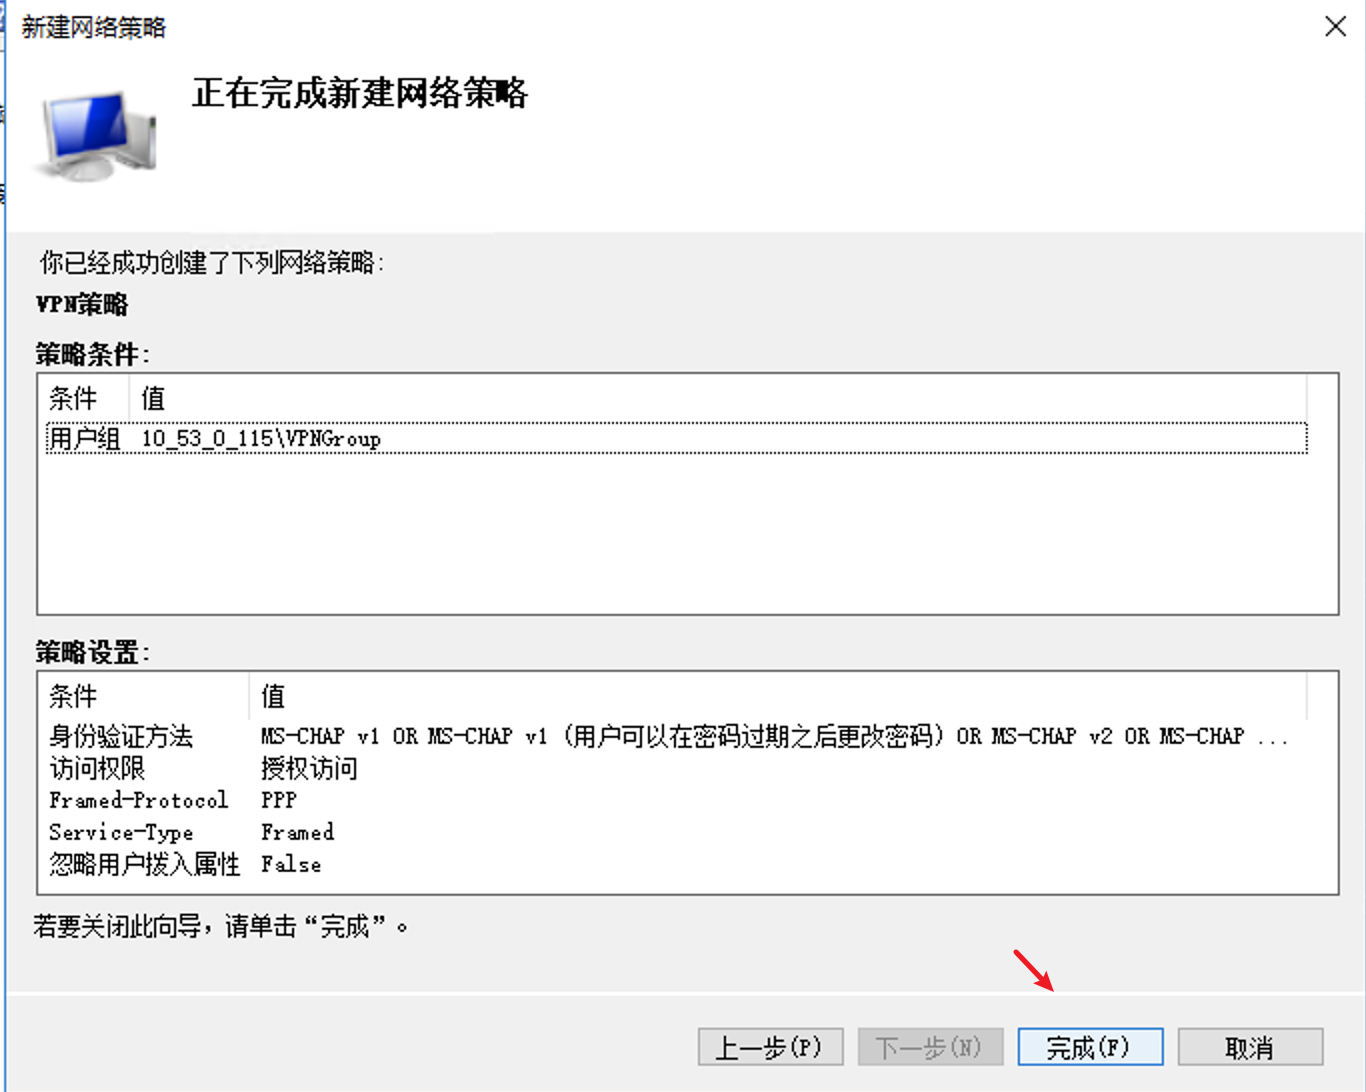 新建网络策略
正在完成新建网络策略
你已经成功创建了下列网络策略:
VPN策略
策略条件:
条件 值
用户组 10_53_0_115\VPNGroup
策略设置:
条件 值
身份验证方法 MS-CHAP v1 OR MS-CHAP v1 (用户可以在密码过期之后更改密码) OR MS-CHAP v2 OR MS-CHAP ...
访问权限 授权访问
Framed-Protocol PPP
Service-Type Framed
忽略用户拨入属性 False
若要关闭此向导，请单击“完成”。
上一步(P) 下一步(N) 完成(F) 取消